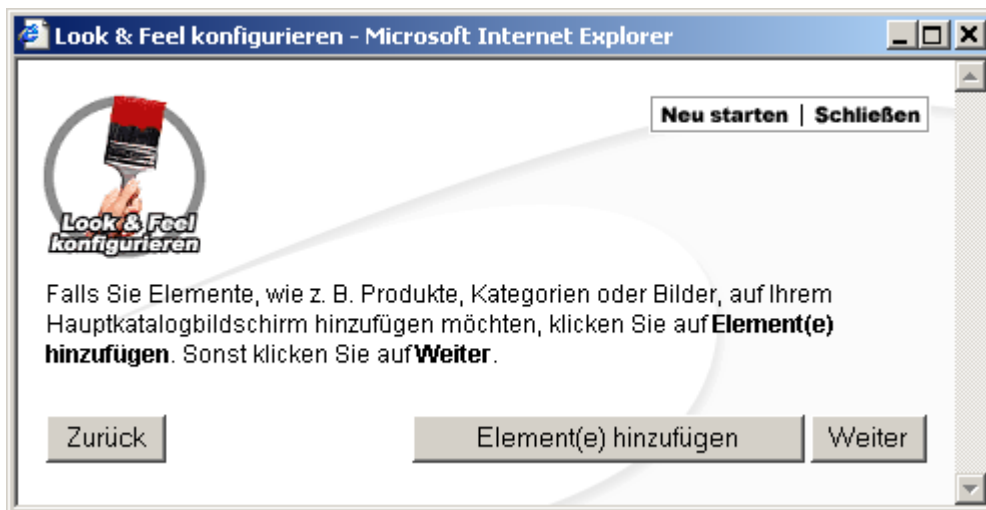 Look & Feel konfigurieren - Microsoft Internet Explorer
Neu starten | Schließen
Look & Feel
konfigurieren
Falls Sie Elemente, wie z. B. Produkte, Kategorien oder Bilder, auf Ihrem
Hauptkatalogbildschirm hinzufügen möchten, klicken Sie auf Element(e)
hinzufügen. Sonst klicken Sie auf Weiter.
Zurück Element(e) hinzufügen Weiter